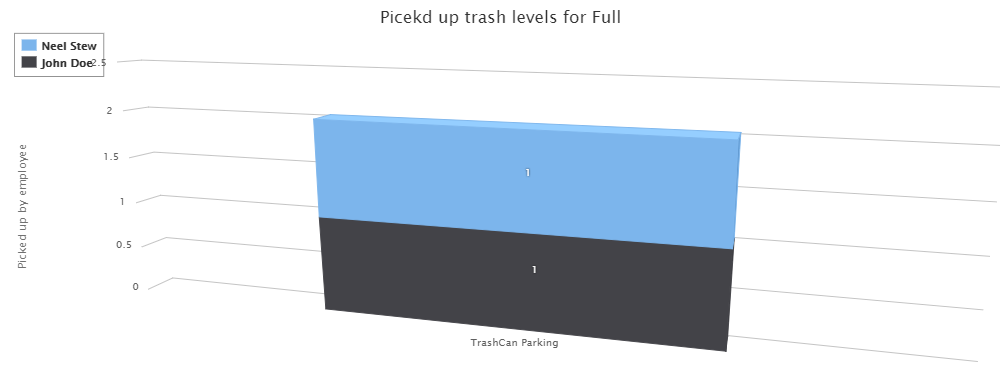 Picekd up trash levels for Full
Neel Stew
John Doe
2.5
2
1.5
1
0.5
0
Picked up by employee
1
1
TrashCan Parking